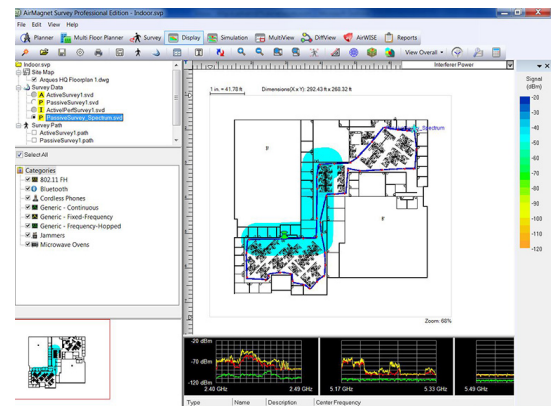 AirMagnet Survey Professional Edition - Indoor.svp
File Edit View Help
Planner Multi Floor Planner Survey Display Simulation MultiView DiffView AirWISE Reports
View Overall
Indoor.svp
Site Map
Arques HQ Floorplan 1.dwg
Survey Data
A ActiveSurvey1.svd
P PassiveSurvey1.svd
I ActiveIPerfSurvey1.svd
P PassiveSurvey_Spectrum.svd
Survey Path
ActiveSurvey1.path
PassiveSurvey1.path
Select All
Categories
802.11 FH
Bluetooth
Cordless Phones
Generic - Continuous
Generic - Fixed-Frequency
Generic - Frequency-Hopped
Jammers
Microwave Ovens
Interferer Power
1 in. = 41.78 ft Dimensions(X x Y): 292.43 ft x 268.32 ft
Spectrum
Zoom: 68%
Signal
(dBm)
-20
-30
-40
-50
-60
-70
-80
-90
-100
-110
-120
-20 dBm
-70 dBm
-120 dBm
2.40 GHz 2.49 GHz 5.17 GHz 5.33 GHz 5.49 GHz
Type Name Description Center Frequency